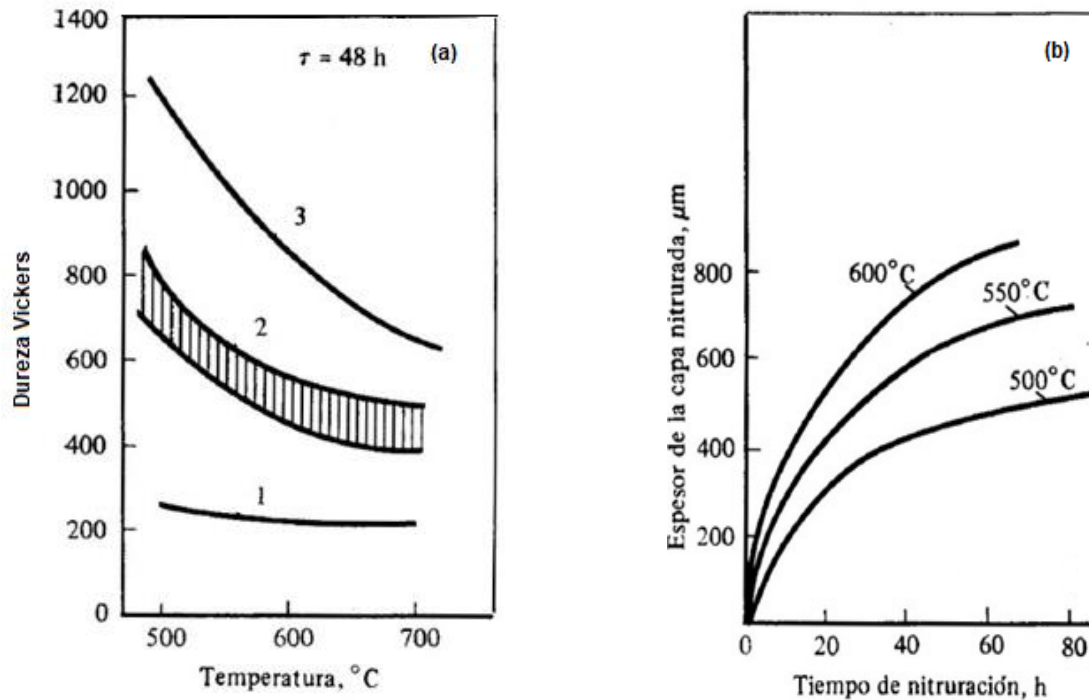 1400
τ = 48 h
(a)
1200
1000
800
600
400
200
0
3
2
1
500
600
700
Dureza Vickers
Temperatura, °C
(b)
Espesor de la capa nitrurada, μm
800
600
400
200
600°C
550°C
500°C
0
20
40
60
80
Tiempo de nitruración, h